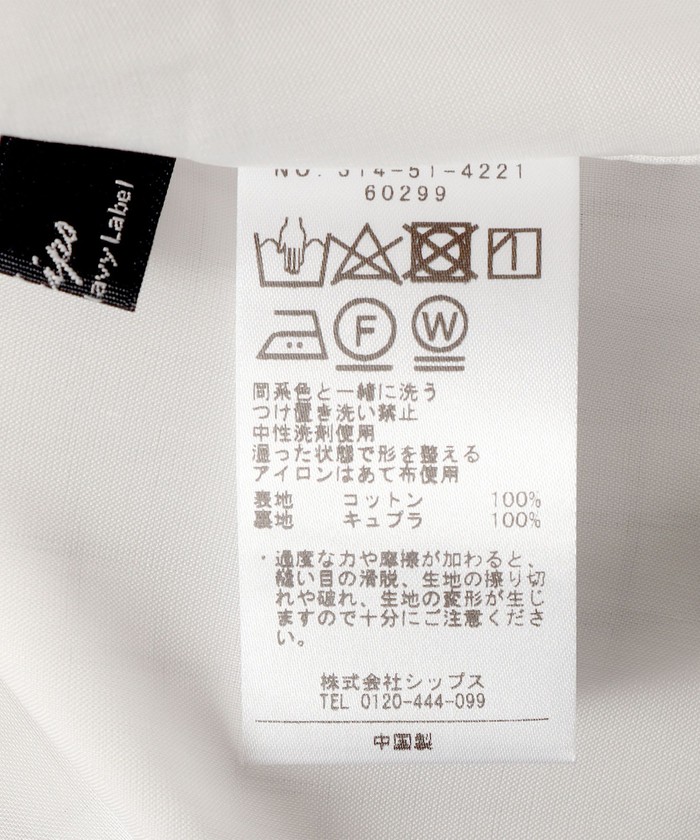 NO. 314-51-4221
60299
F
W
同系色と一緒に洗う
つけ置き洗い禁止
中性洗剤使用
湿った状態で形を整える
アイロンはあて布使用
表地 コットン 100%
裏地 キュプラ 100%
・過度な力や摩擦が加わると、
縫い目の滑脱、生地の擦り切
れや破れ、生地の変形が生じ
ますので十分にご注意くださ
い。
株式会社シップス
TEL 0120-444-099
中国製
Label